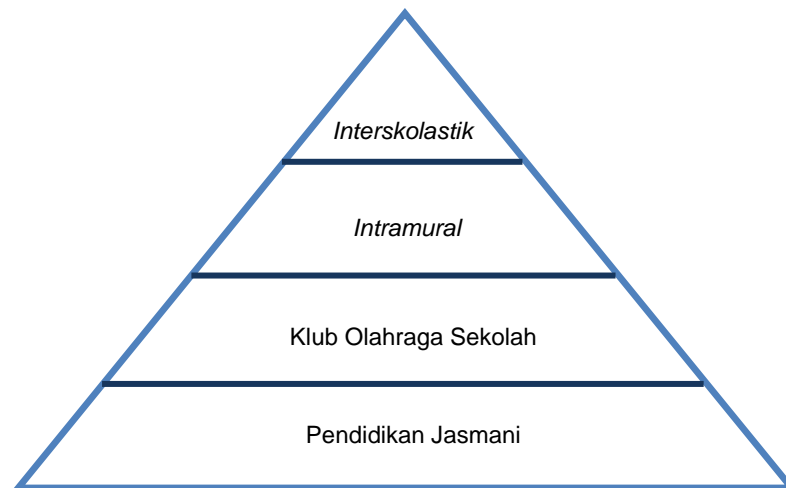 Interskolastik
Intramural
Klub Olahraga Sekolah
Pendidikan Jasmani